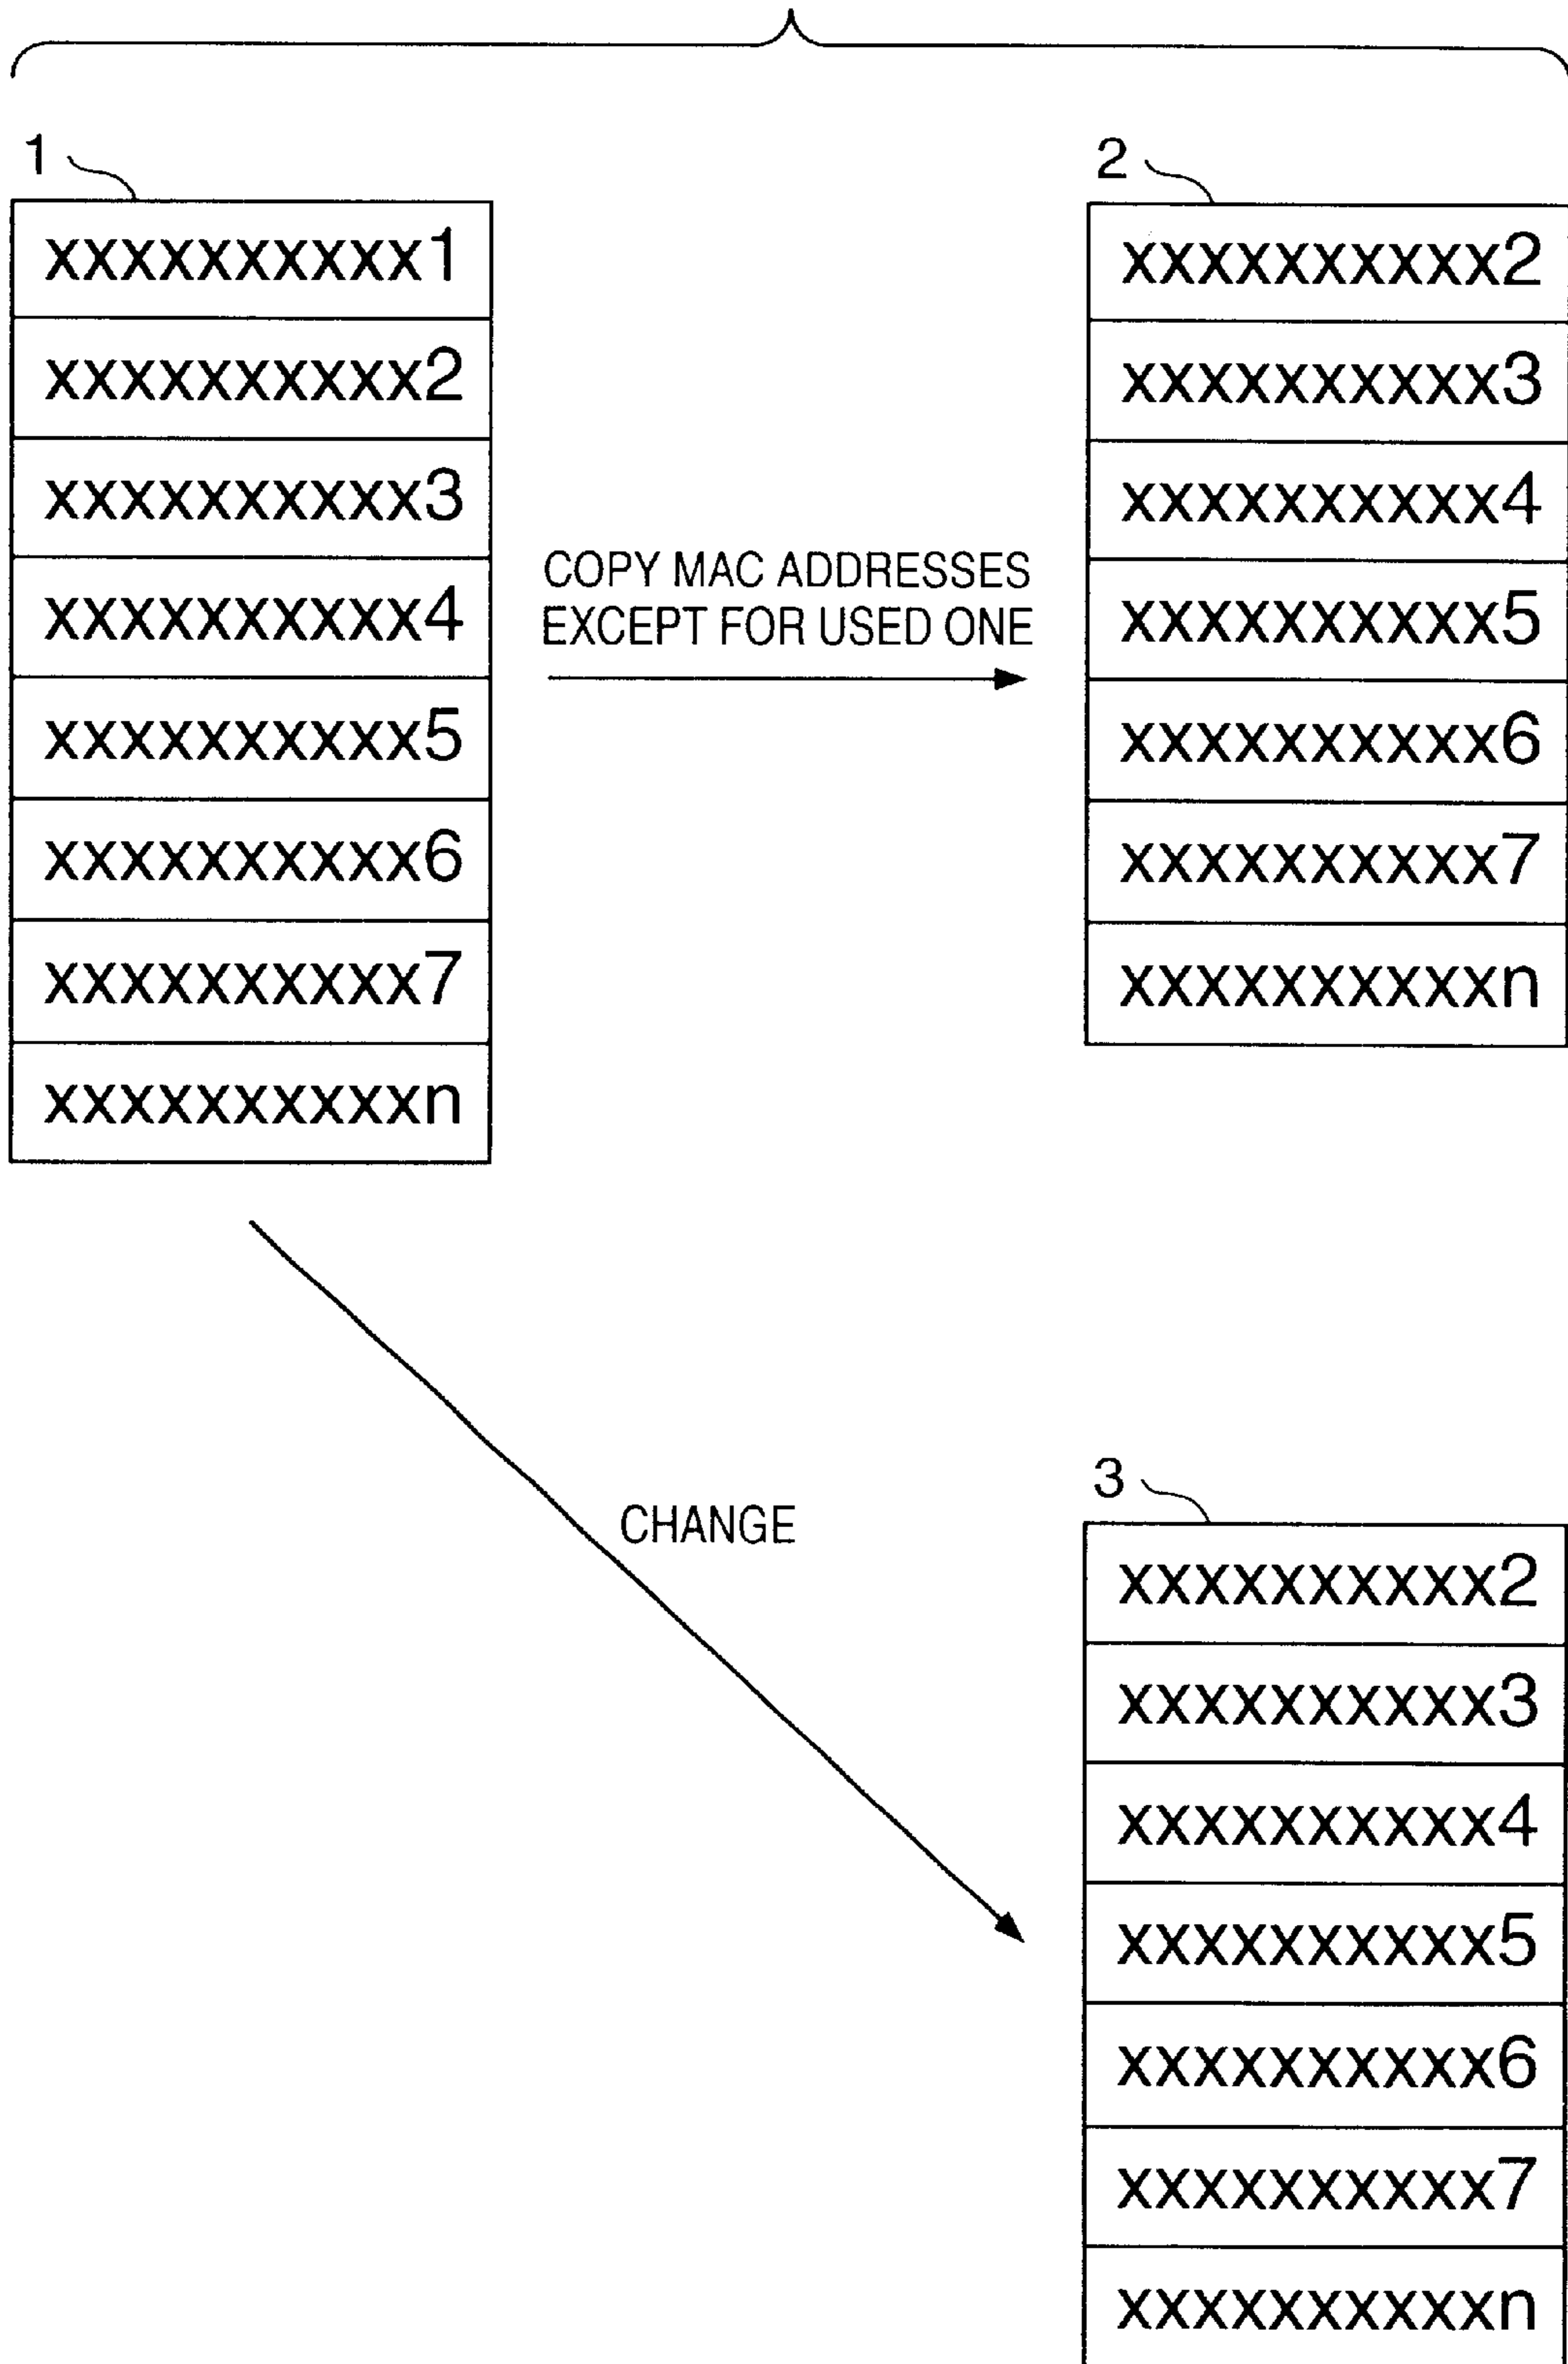 1
xxxxxxxxxx1
xxxxxxxxxx2
xxxxxxxxxx3
xxxxxxxxxx4
xxxxxxxxxx5
xxxxxxxxxx6
xxxxxxxxxx7
xxxxxxxxxxn
COPY MAC ADDRESSES
EXCEPT FOR USED ONE
2
xxxxxxxxxx2
xxxxxxxxxx3
xxxxxxxxxx4
xxxxxxxxxx5
xxxxxxxxxx6
xxxxxxxxxx7
xxxxxxxxxxn
CHANGE
3
xxxxxxxxxx2
xxxxxxxxxx3
xxxxxxxxxx4
xxxxxxxxxx5
xxxxxxxxxx6
xxxxxxxxxx7
xxxxxxxxxxn